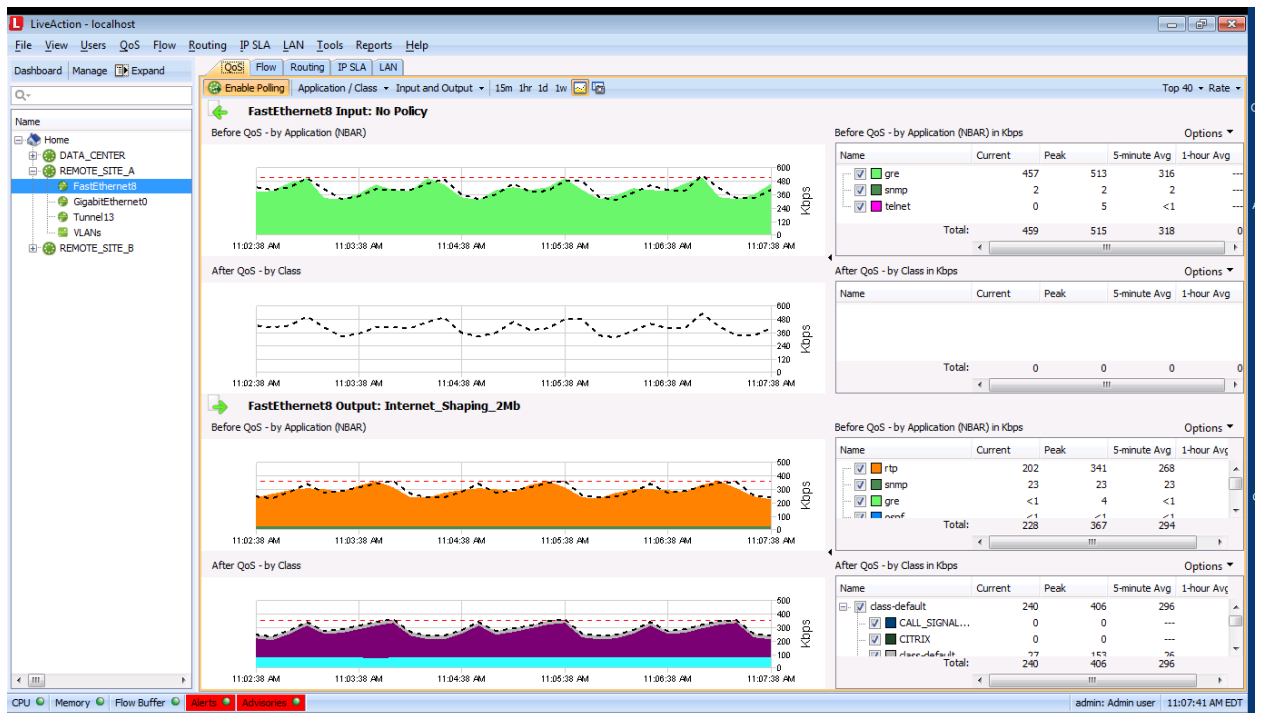 LiveAction - localhost
File View Users QoS Flow Routing IP SLA LAN Tools Reports Help
Dashboard Manage Expand
QoS Flow Routing IP SLA LAN
Enable Polling Application / Class Input and Output 15m 1hr 1d 1w Top 40 Rate
Name
Home
DATA_CENTER
REMOTE_SITE_A
FastEthernet8
GigabitEthernet0
Tunnel13
VLANs
REMOTE_SITE_B
FastEthernet8 Input: No Policy
Before QoS - by Application (NBAR)
600
480
360
240
120
0
Kbps
11:02:38 AM 11:03:38 AM 11:04:38 AM 11:05:38 AM 11:06:38 AM 11:07:38 AM
Before QoS - by Application (NBAR) in Kbps Options
Name Current Peak 5-minute Avg 1-hour Avg
gre 457 513 316 ---
snmp 2 2 2 ---
telnet 0 5 <1 ---
Total: 459 515 318 0
After QoS - by Class
600
480
360
240
120
0
Kbps
11:02:38 AM 11:03:38 AM 11:04:38 AM 11:05:38 AM 11:06:38 AM 11:07:38 AM
After QoS - by Class in Kbps Options
Name Current Peak 5-minute Avg 1-hour Avg
Total: 0 0 0 0
FastEthernet8 Output: Internet_Shaping_2Mb
Before QoS - by Application (NBAR)
500
400
300
200
100
0
Kbps
11:02:38 AM 11:03:38 AM 11:04:38 AM 11:05:38 AM 11:06:38 AM 11:07:38 AM
Before QoS - by Application (NBAR) in Kbps Options
Name Current Peak 5-minute Avg 1-hour Avg
rtp 202 341 268
snmp 23 23 23
gre <1 4 <1
ospf <1 <1 <1
Total: 228 367 294
After QoS - by Class
500
400
300
200
100
0
Kbps
11:02:38 AM 11:03:38 AM 11:04:38 AM 11:05:38 AM 11:06:38 AM 11:07:38 AM
After QoS - by Class in Kbps Options
Name Current Peak 5-minute Avg 1-hour Avg
class-default 240 406 296
CALL_SIGNAL... 0 0 ---
CITRIX 0 0 ---
class-default 27 153 26
Total: 240 406 296
CPU Memory Flow Buffer Alerts Advisories admin: Admin user 11:07:41 AM EDT